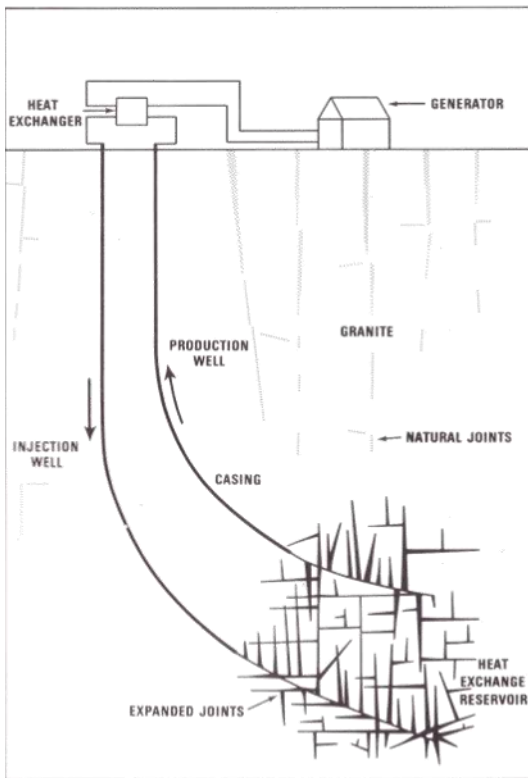 HEAT
EXCHANGER
GENERATOR
GRANITE
PRODUCTION
WELL
NATURAL JOINTS
INJECTION
WELL
CASING
HEAT
EXCHANGE
RESERVOIR
EXPANDED JOINTS